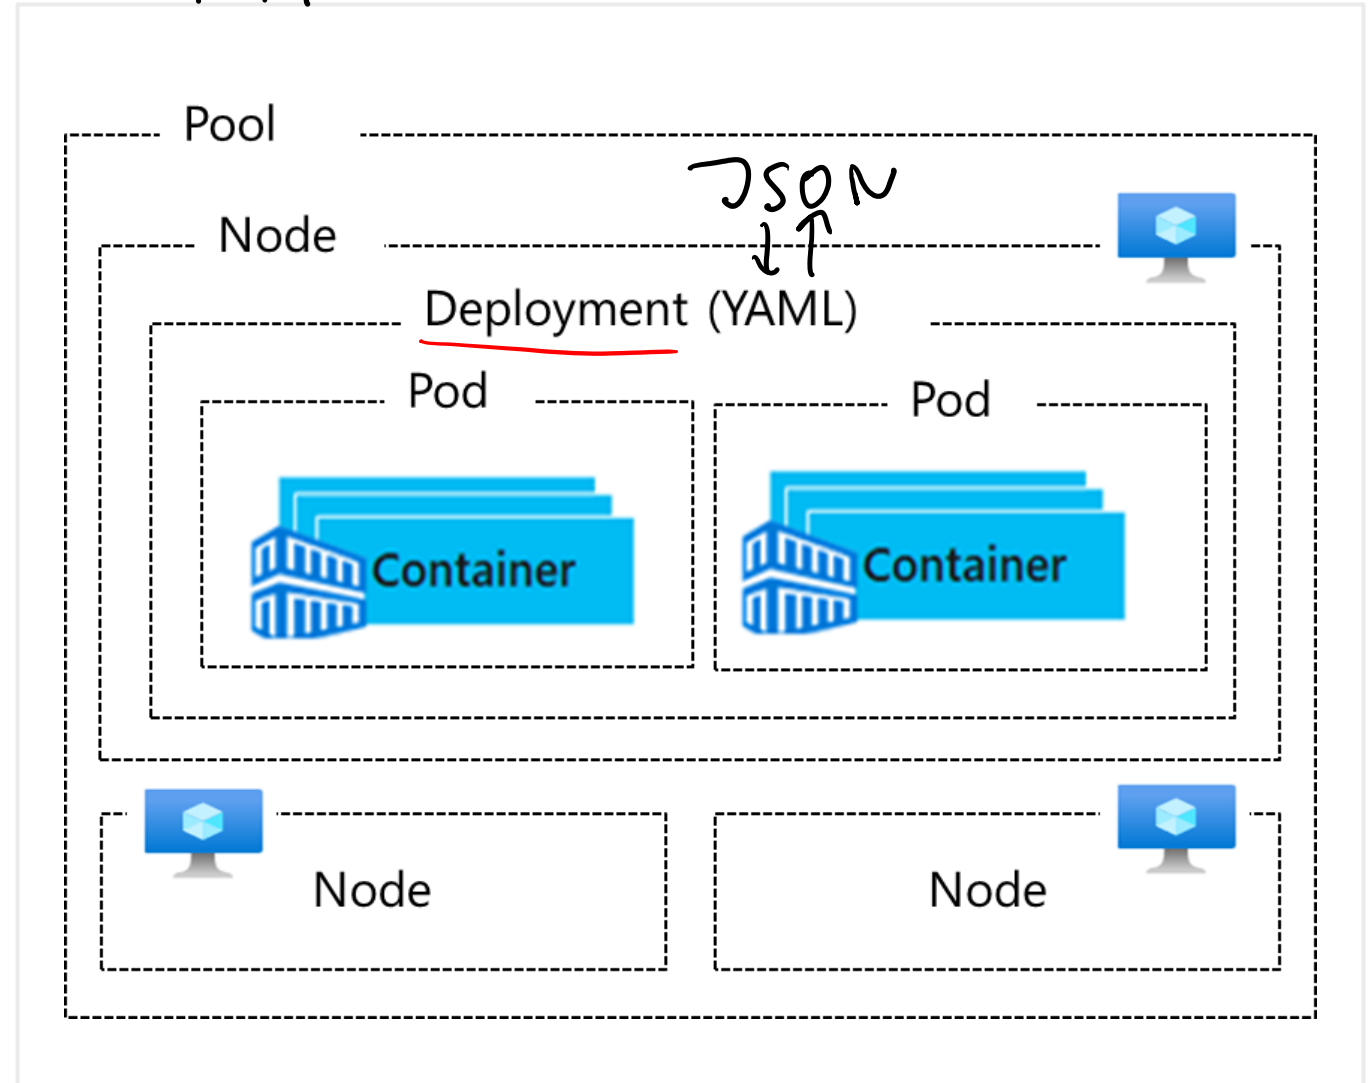 Pool
JSON
Node
Deployment (YAML)
Pod
Pod
Container
Container
Node
Node